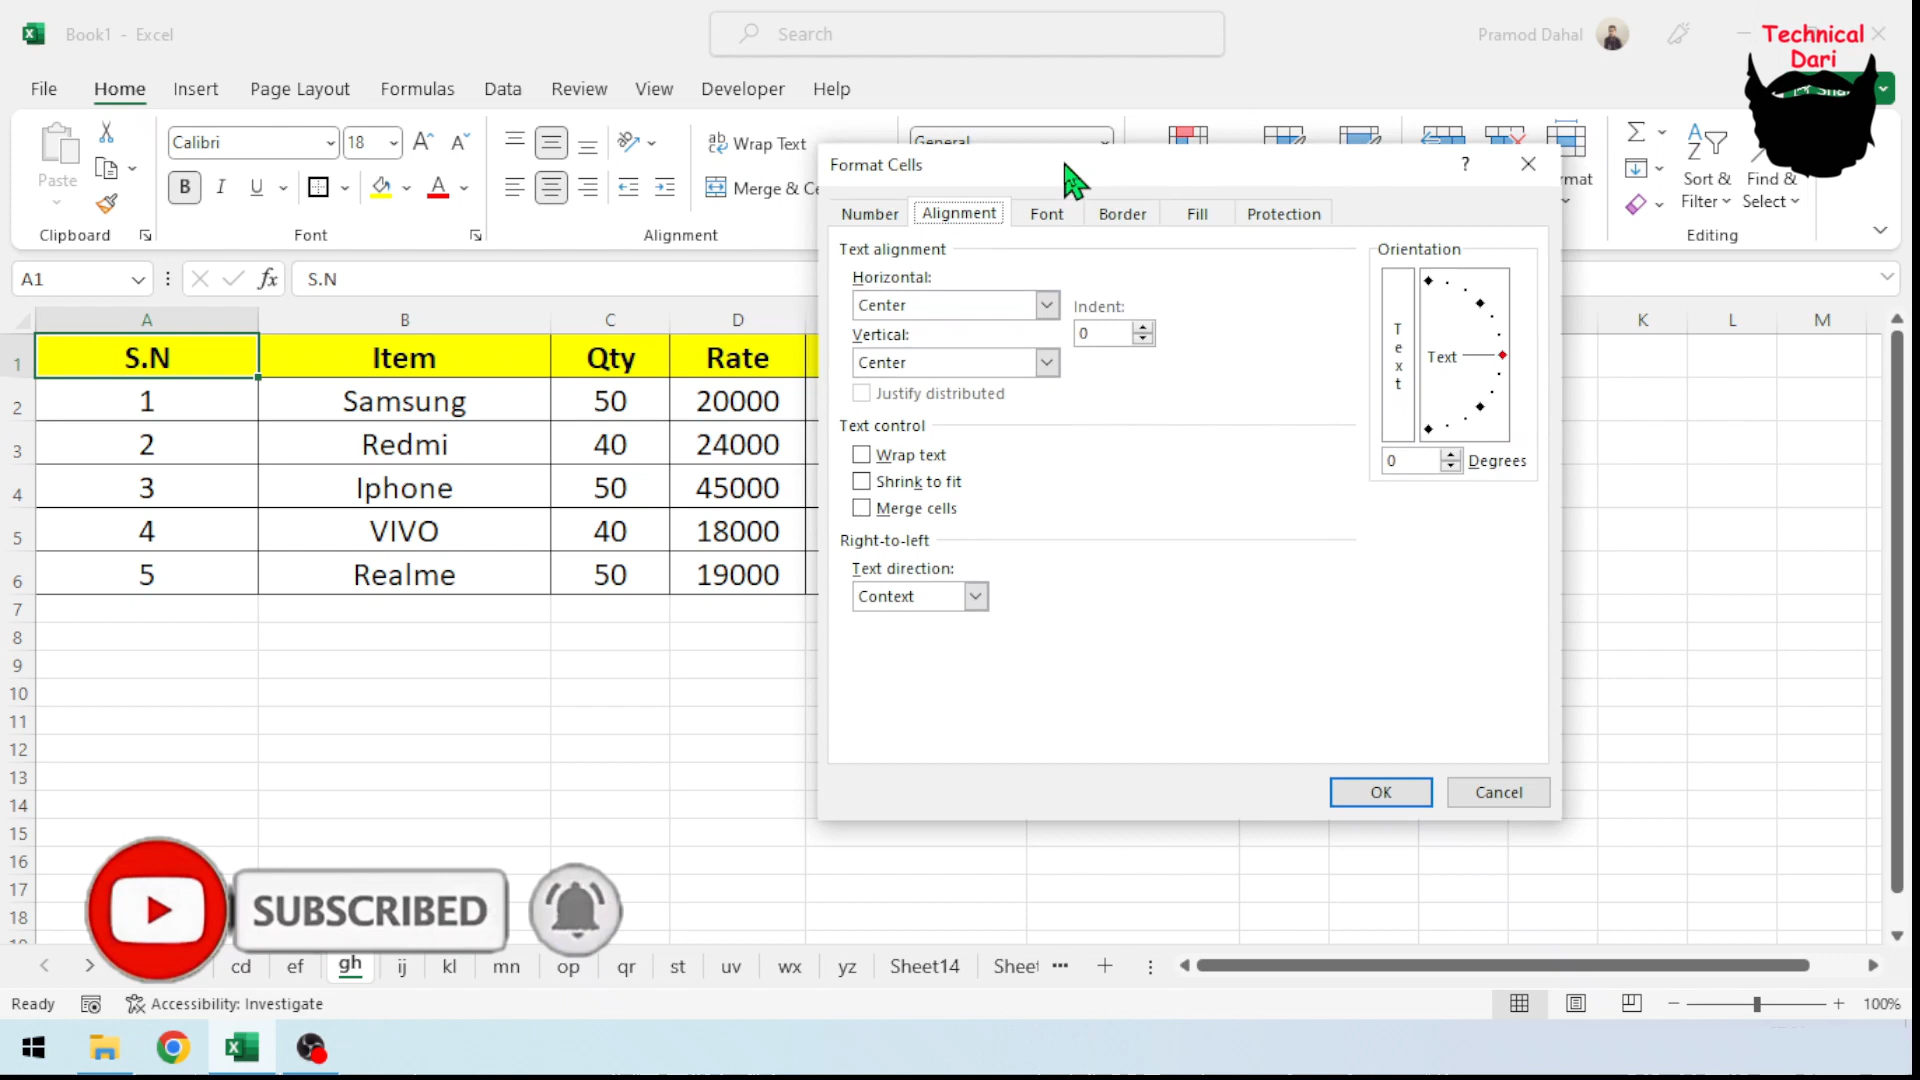 Book1 - Excel
Search
Pramod Dahal
Technical
Dari
File Home Insert Page Layout Formulas Data Review View Developer Help
Calibri 18
General
ab Wrap Text
Paste
B I U A
Merge & Ce
mat
Sort & Find &
Filter Select
Clipboard Font Alignment Editing
A1 fx S.N
A B C D K L M
1 S.N Item Qty Rate
2 1 Samsung 50 20000
3 2 Redmi 40 24000
4 3 Iphone 50 45000
5 4 VIVO 40 18000
6 5 Realme 50 19000
7
8
9
10
11
12
13
14
15
16
17
18
Format Cells
?
Number Alignment Font Border Fill Protection
Text alignment
Horizontal:
Center
Indent:
0
Vertical:
Center
Justify distributed
Text control
Wrap text
Shrink to fit
Merge cells
Right-to-left
Text direction:
Context
Orientation
Text
Text
0 Degrees
OK Cancel
SUBSCRIBED
cd ef gh ij kl mn op qr st uv wx yz Sheet14 Sheet ...
Ready Accessibility: Investigate 100%